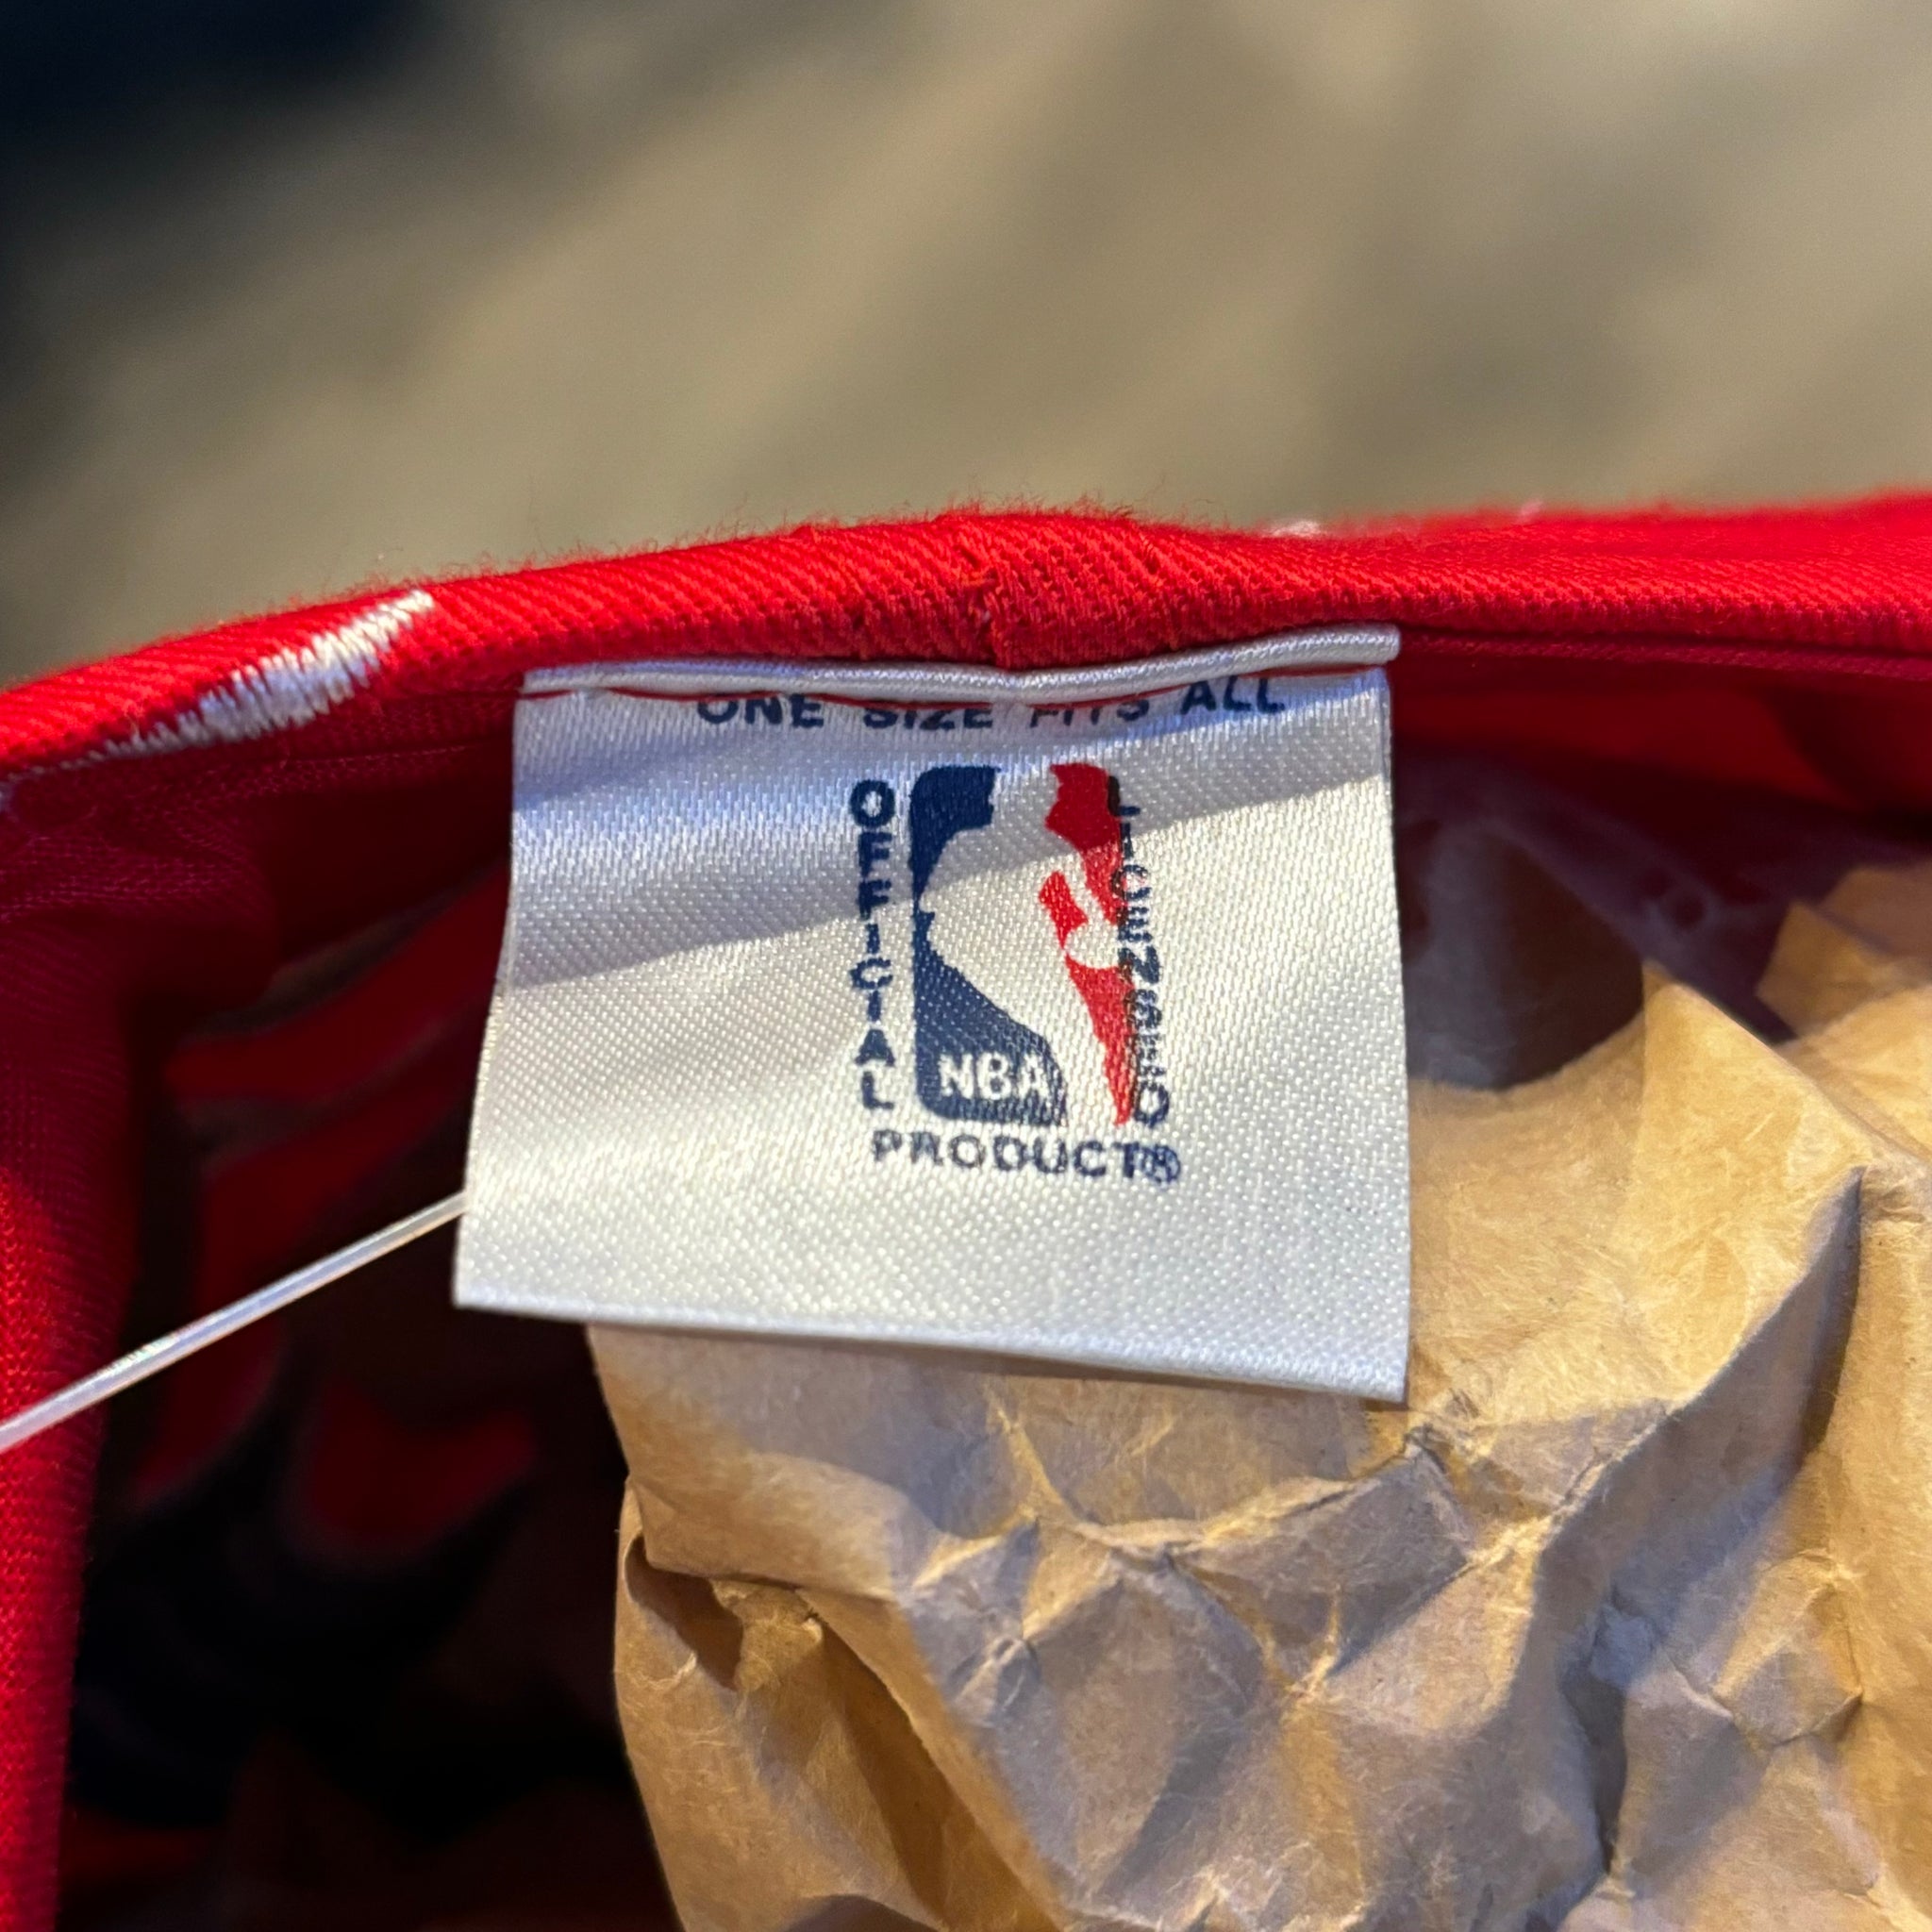 ONE SIZE FITS ALL
OFFICIAL
NBA
LICENSED
PRODUCT®